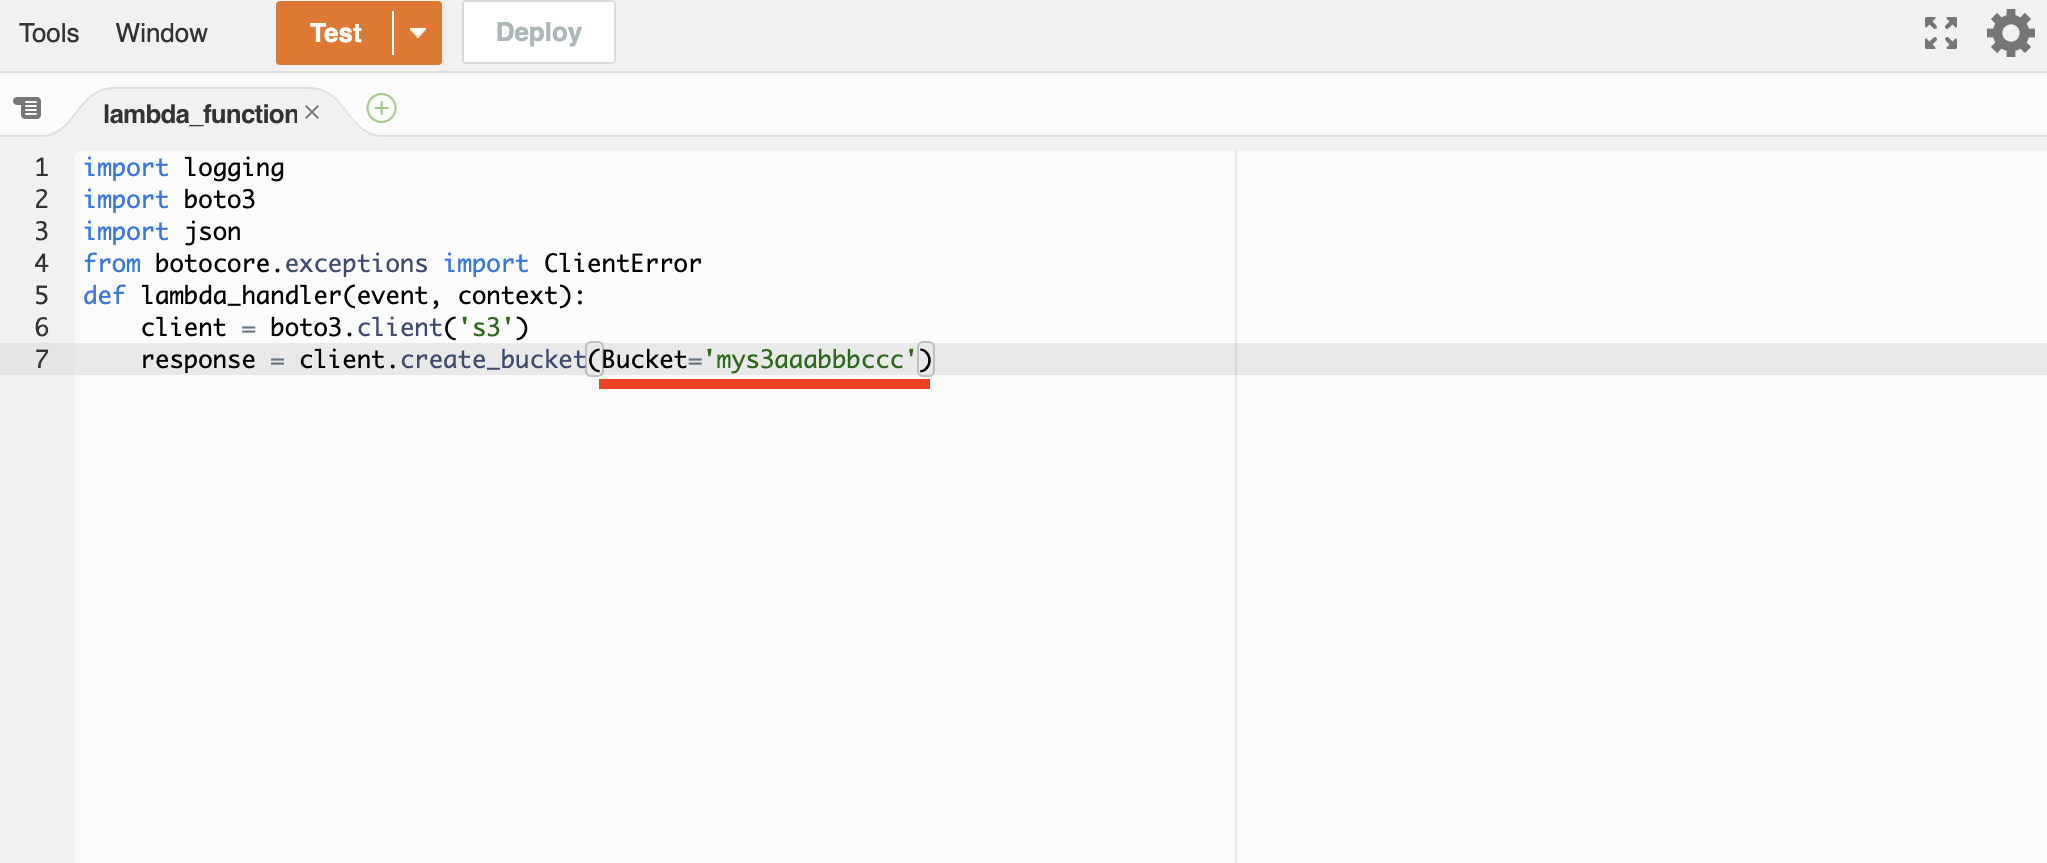 Tools Window Test Deploy
lambda_function
1 import logging
2 import boto3
3 import json
4 from botocore.exceptions import ClientError
5 def lambda_handler(event, context):
6     client = boto3.client('s3')
7     response = client.create_bucket(Bucket='mys3aaabbbccc')